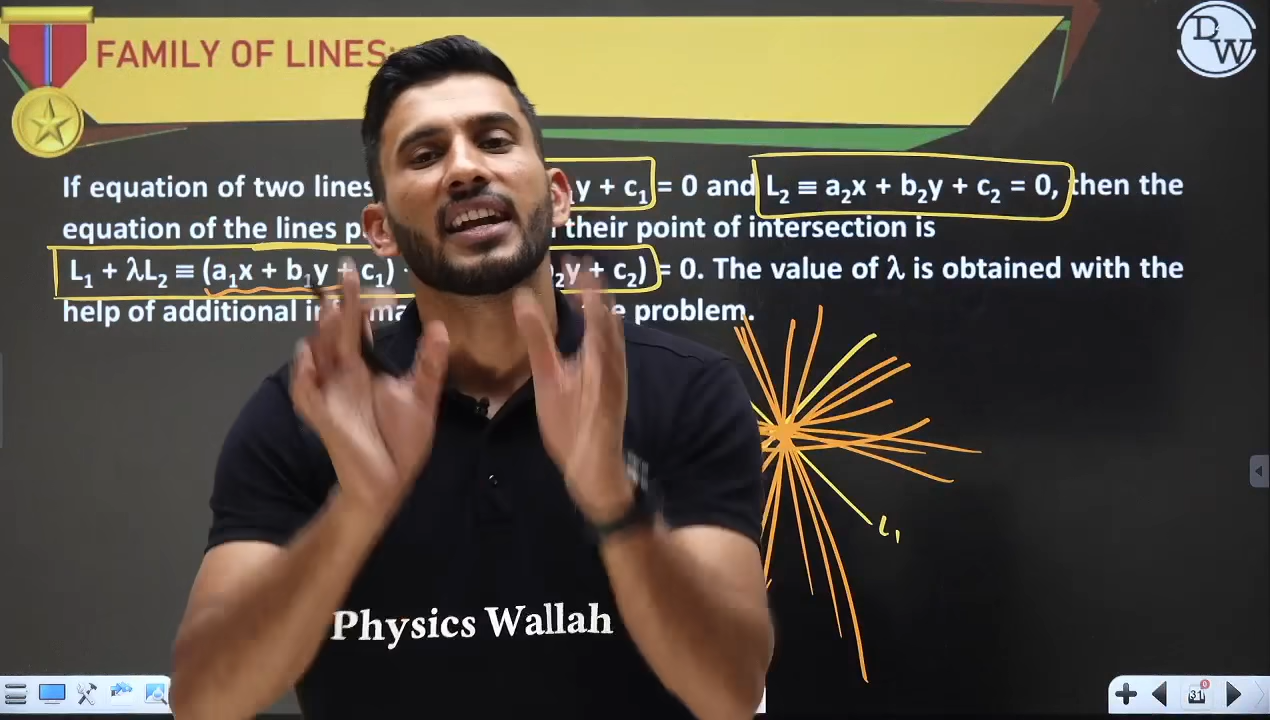 FAMILY OF LINES:
DW
If equation of two lines y + c₁ = 0 and L₂ ≡ a₂x + b₂y + c₂ = 0, then the
equation of the lines their point of intersection is
L₁ + λL₂ ≡ (a₁x + b₁y + c₁) y + c₂) = 0. The value of λ is obtained with the
help of additional problem.
L₁
Physics Wallah
31